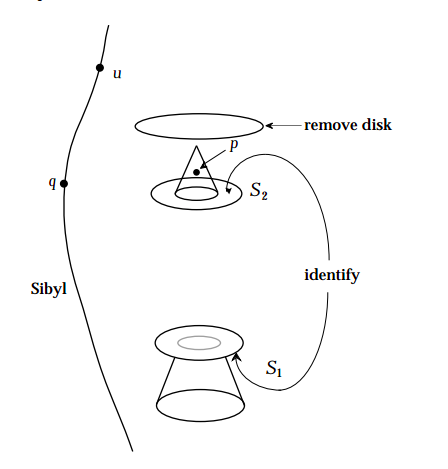 u
remove disk
p
q
S₂
identify
Sibyl
S₁